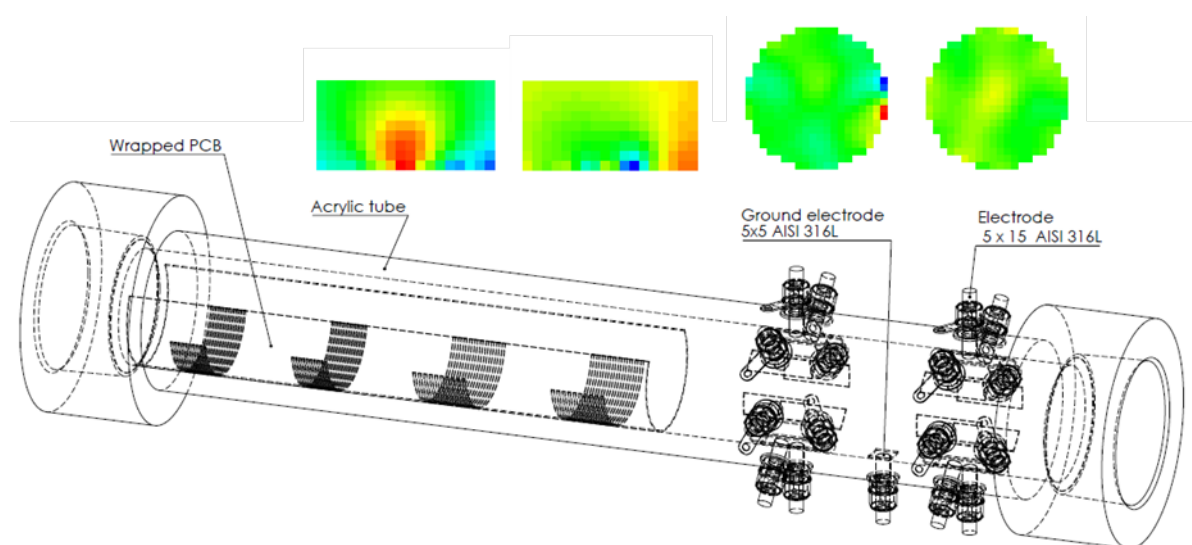 Wrapped PCB
Acrylic tube
Ground electrode
5x5 AISI 316L
Electrode
5 x 15 AISI 316L